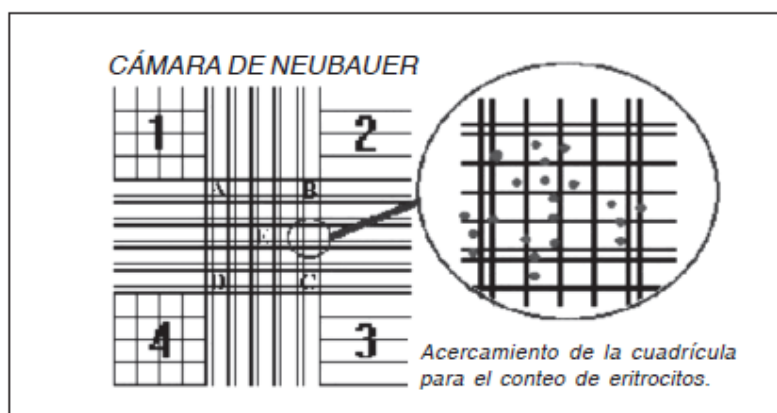 CÁMARA DE NEUBAUER
1
2
A
B
E
D
C
4
3
Acercamiento de la cuadrícula
para el conteo de eritrocitos.